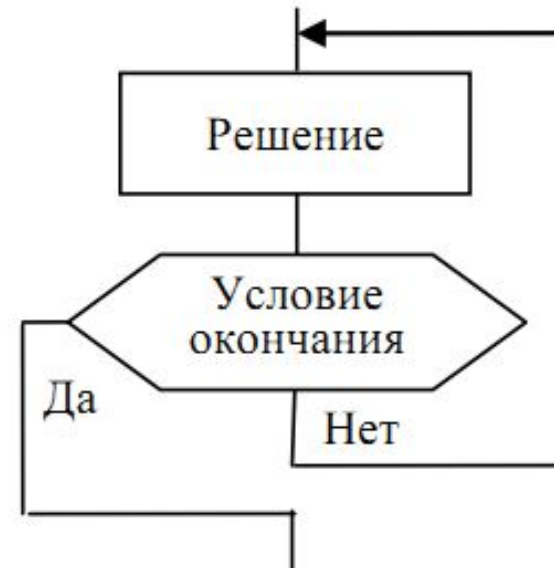 Решение
Условие
окончания
Да
Нет